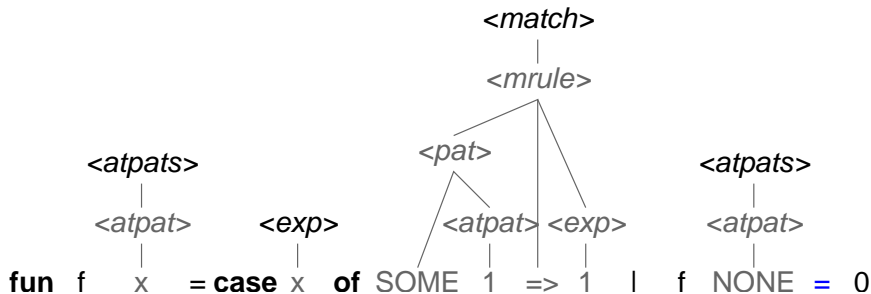 <match>
<mrule>
<pat>
<atpats> <atpats>
<atpat> <exp> <atpat> <exp> <atpat>
fun f x = case x of SOME 1 => 1 | f NONE = 0